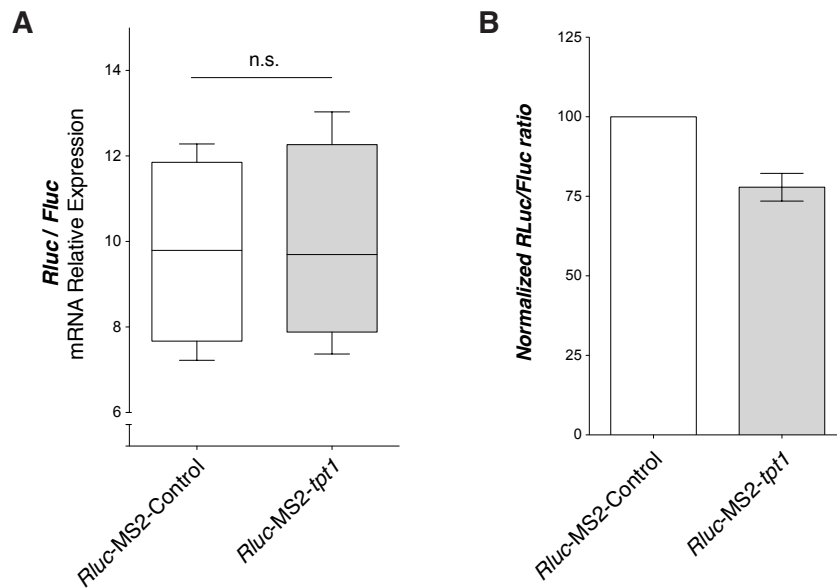 A
B
n.s.
Rluc / Fluc
mRNA Relative Expression
14
12
10
8
6
Rluc-MS2-Control
Rluc-MS2-tpt1
Normalized RLuc/Fluc ratio
125
100
75
50
25
0
Rluc-MS2-Control
Rluc-MS2-tpt1